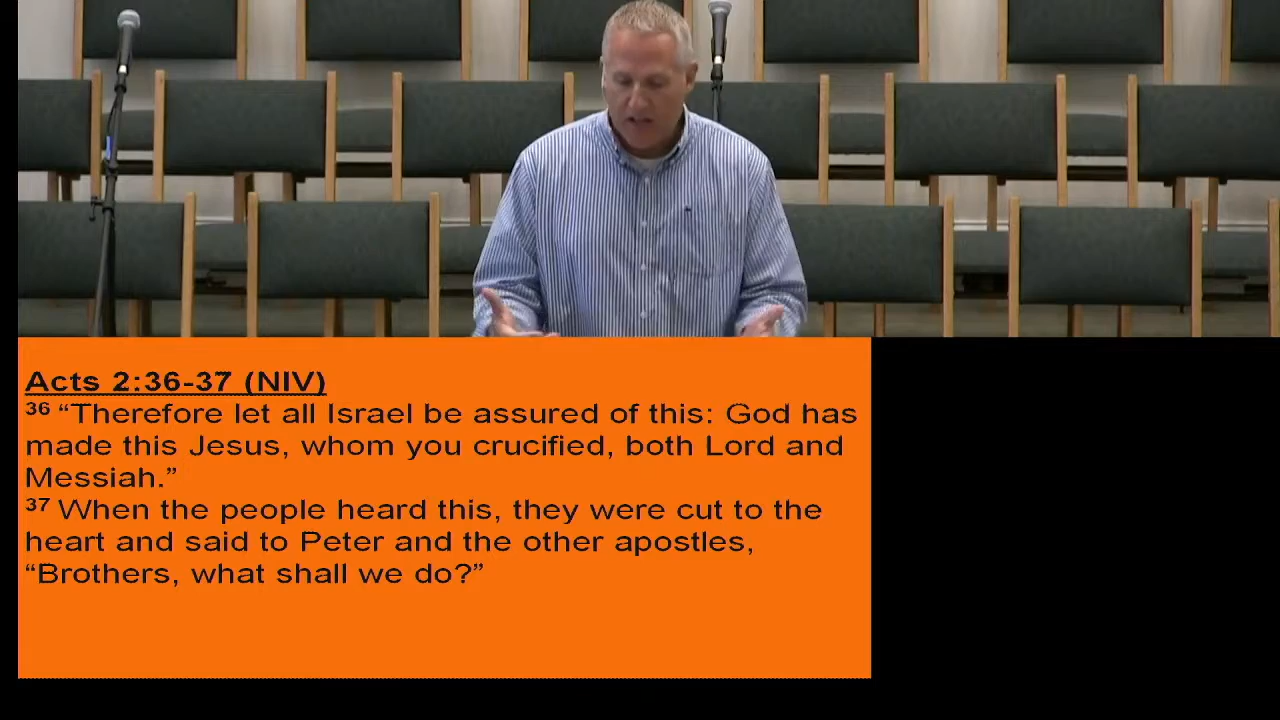 Acts 2:36-37 (NIV)
36 “Therefore let all Israel be assured of this: God has
made this Jesus, whom you crucified, both Lord and
Messiah.”
37 When the people heard this, they were cut to the
heart and said to Peter and the other apostles,
“Brothers, what shall we do?”